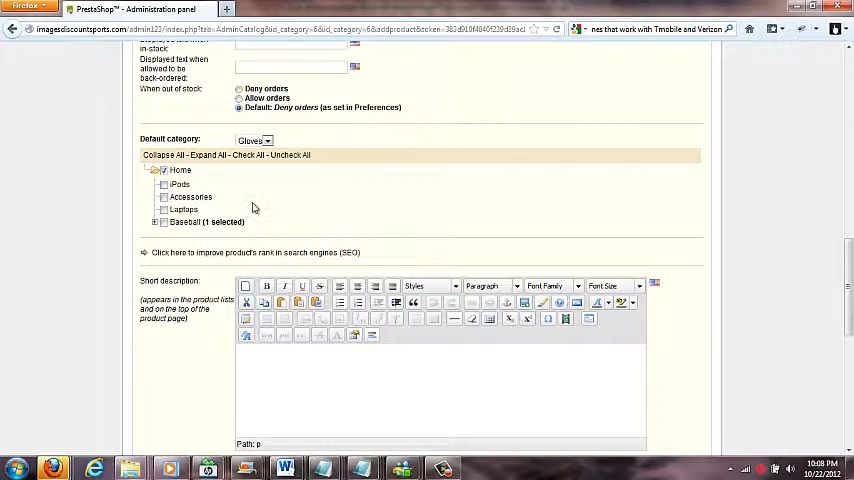 Firefox
PrestaShop™ - Administration panel
imagesdiscountsports.com/admin123/index.php?tab=AdminCatalog&id_category=6&id_category=6&addproduct&token=
nes that work with Tmobile and Verizon
in-stock:
Displayed text when
allowed to be
back-ordered:
When out of stock:
Deny orders
Allow orders
Default: Deny orders (as set in Preferences)
Default category:
Gloves
Collapse All - Expand All - Check All - Uncheck All
Home
iPods
Accessories
Laptops
Baseball (1 selected)
Click here to improve product's rank in search engines (SEO)
Short description:
(appears in the product lists
and on the top of the
product page)
Styles
Paragraph
Font Family
Font Size
Path: p
10:08 PM
10/22/2012